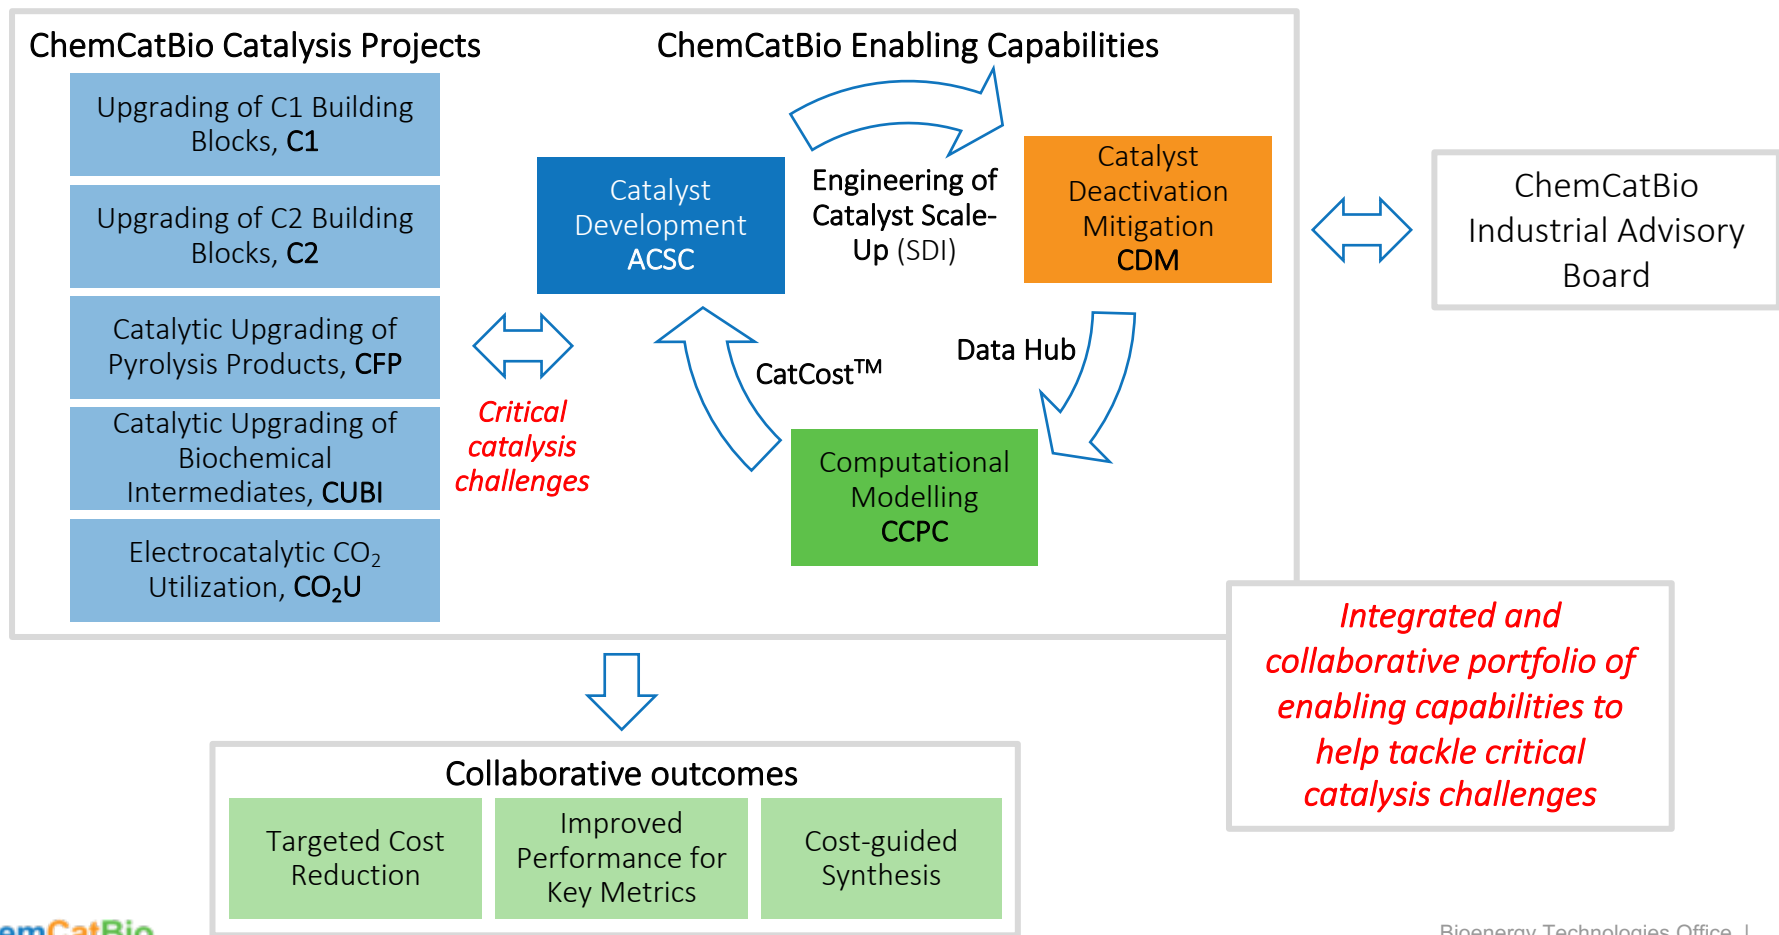 ChemCatBio Catalysis Projects
Upgrading of C1 Building
Blocks, C1
Upgrading of C2 Building
Blocks, C2
Catalytic Upgrading of
Pyrolysis Products, CFP
Catalytic Upgrading of
Biochemical
Intermediates, CUBI
Electrocatalytic CO₂
Utilization, CO₂U
Critical
catalysis
challenges
ChemCatBio Enabling Capabilities
Catalyst
Development
ACSC
Engineering of
Catalyst Scale-
Up (SDI)
Catalyst
Deactivation
Mitigation
CDM
CatCost™
Data Hub
Computational
Modelling
CCPC
ChemCatBio
Industrial Advisory
Board
Integrated and
collaborative portfolio of
enabling capabilities to
help tackle critical
catalysis challenges
Collaborative outcomes
Targeted Cost
Reduction
Improved
Performance for
Key Metrics
Cost-guided
Synthesis
emCatBio
Bioenergy Technologies Office |